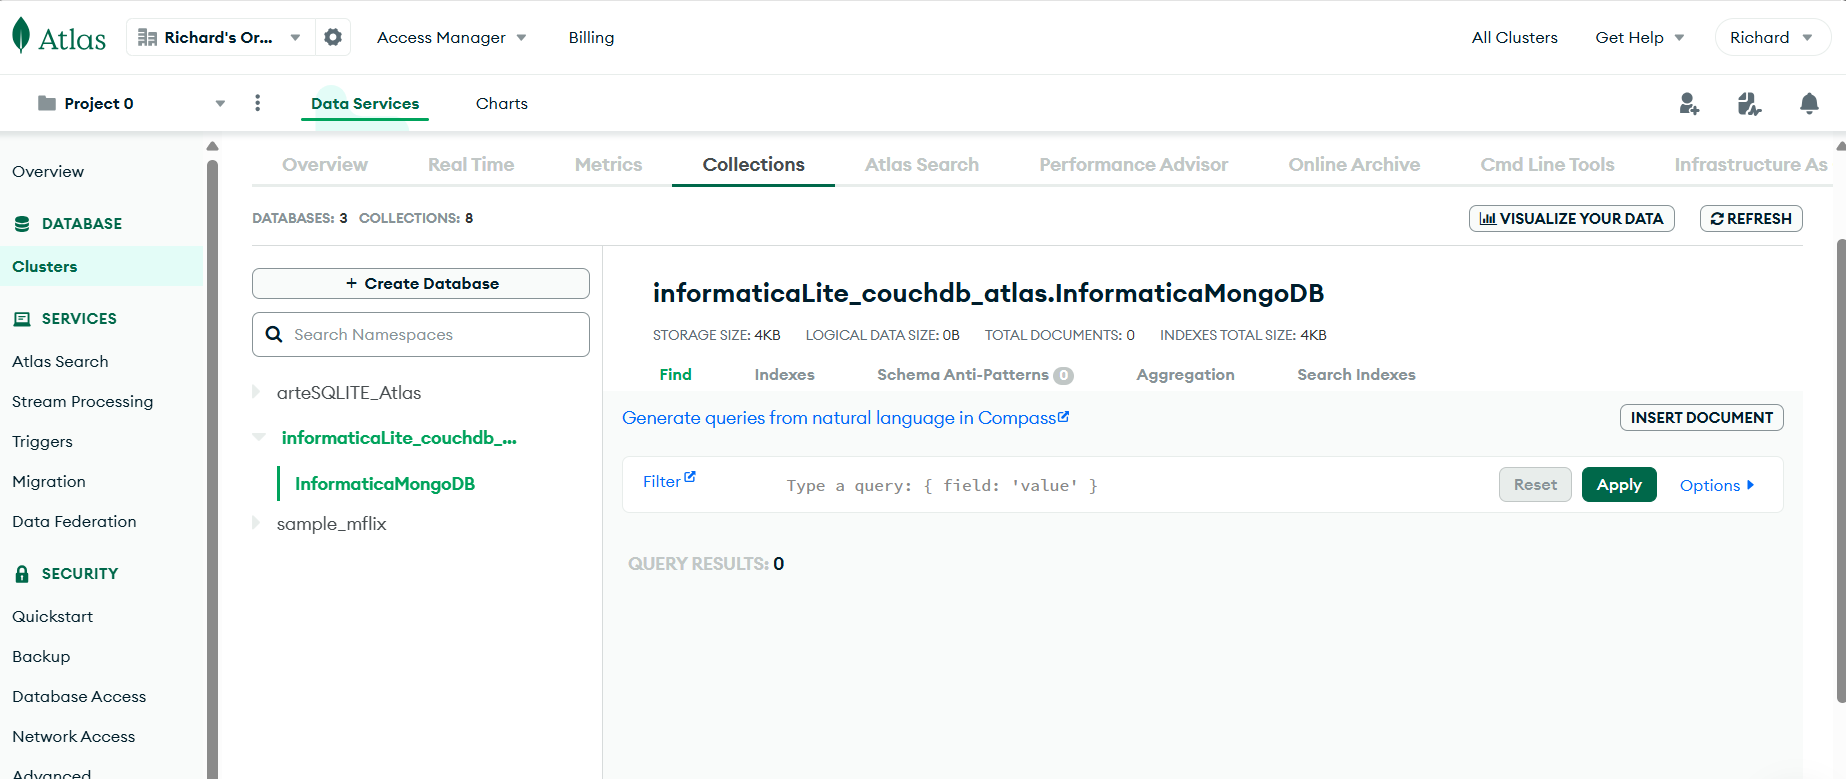 Atlas
Richard's Or...
Access Manager
Billing
All Clusters
Get Help
Richard
Project 0
Data Services
Charts
Overview
DATABASE
Clusters
SERVICES
Atlas Search
Stream Processing
Triggers
Migration
Data Federation
SECURITY
Quickstart
Backup
Database Access
Network Access
Advanced
Overview
Real Time
Metrics
Collections
Atlas Search
Performance Advisor
Online Archive
Cmd Line Tools
Infrastructure As
DATABASES: 3 COLLECTIONS: 8
VISUALIZE YOUR DATA
REFRESH
+ Create Database
Search Namespaces
arteSQLITE_Atlas
informaticaLite_couchdb_...
InformaticaMongoDB
sample_mflix
informaticaLite_couchdb_atlas.InformaticaMongoDB
STORAGE SIZE: 4KB LOGICAL DATA SIZE: 0B TOTAL DOCUMENTS: 0 INDEXES TOTAL SIZE: 4KB
Find
Indexes
Schema Anti-Patterns 0
Aggregation
Search Indexes
Generate queries from natural language in Compass
INSERT DOCUMENT
Filter
Type a query: { field: 'value' }
Reset
Apply
Options
QUERY RESULTS: 0